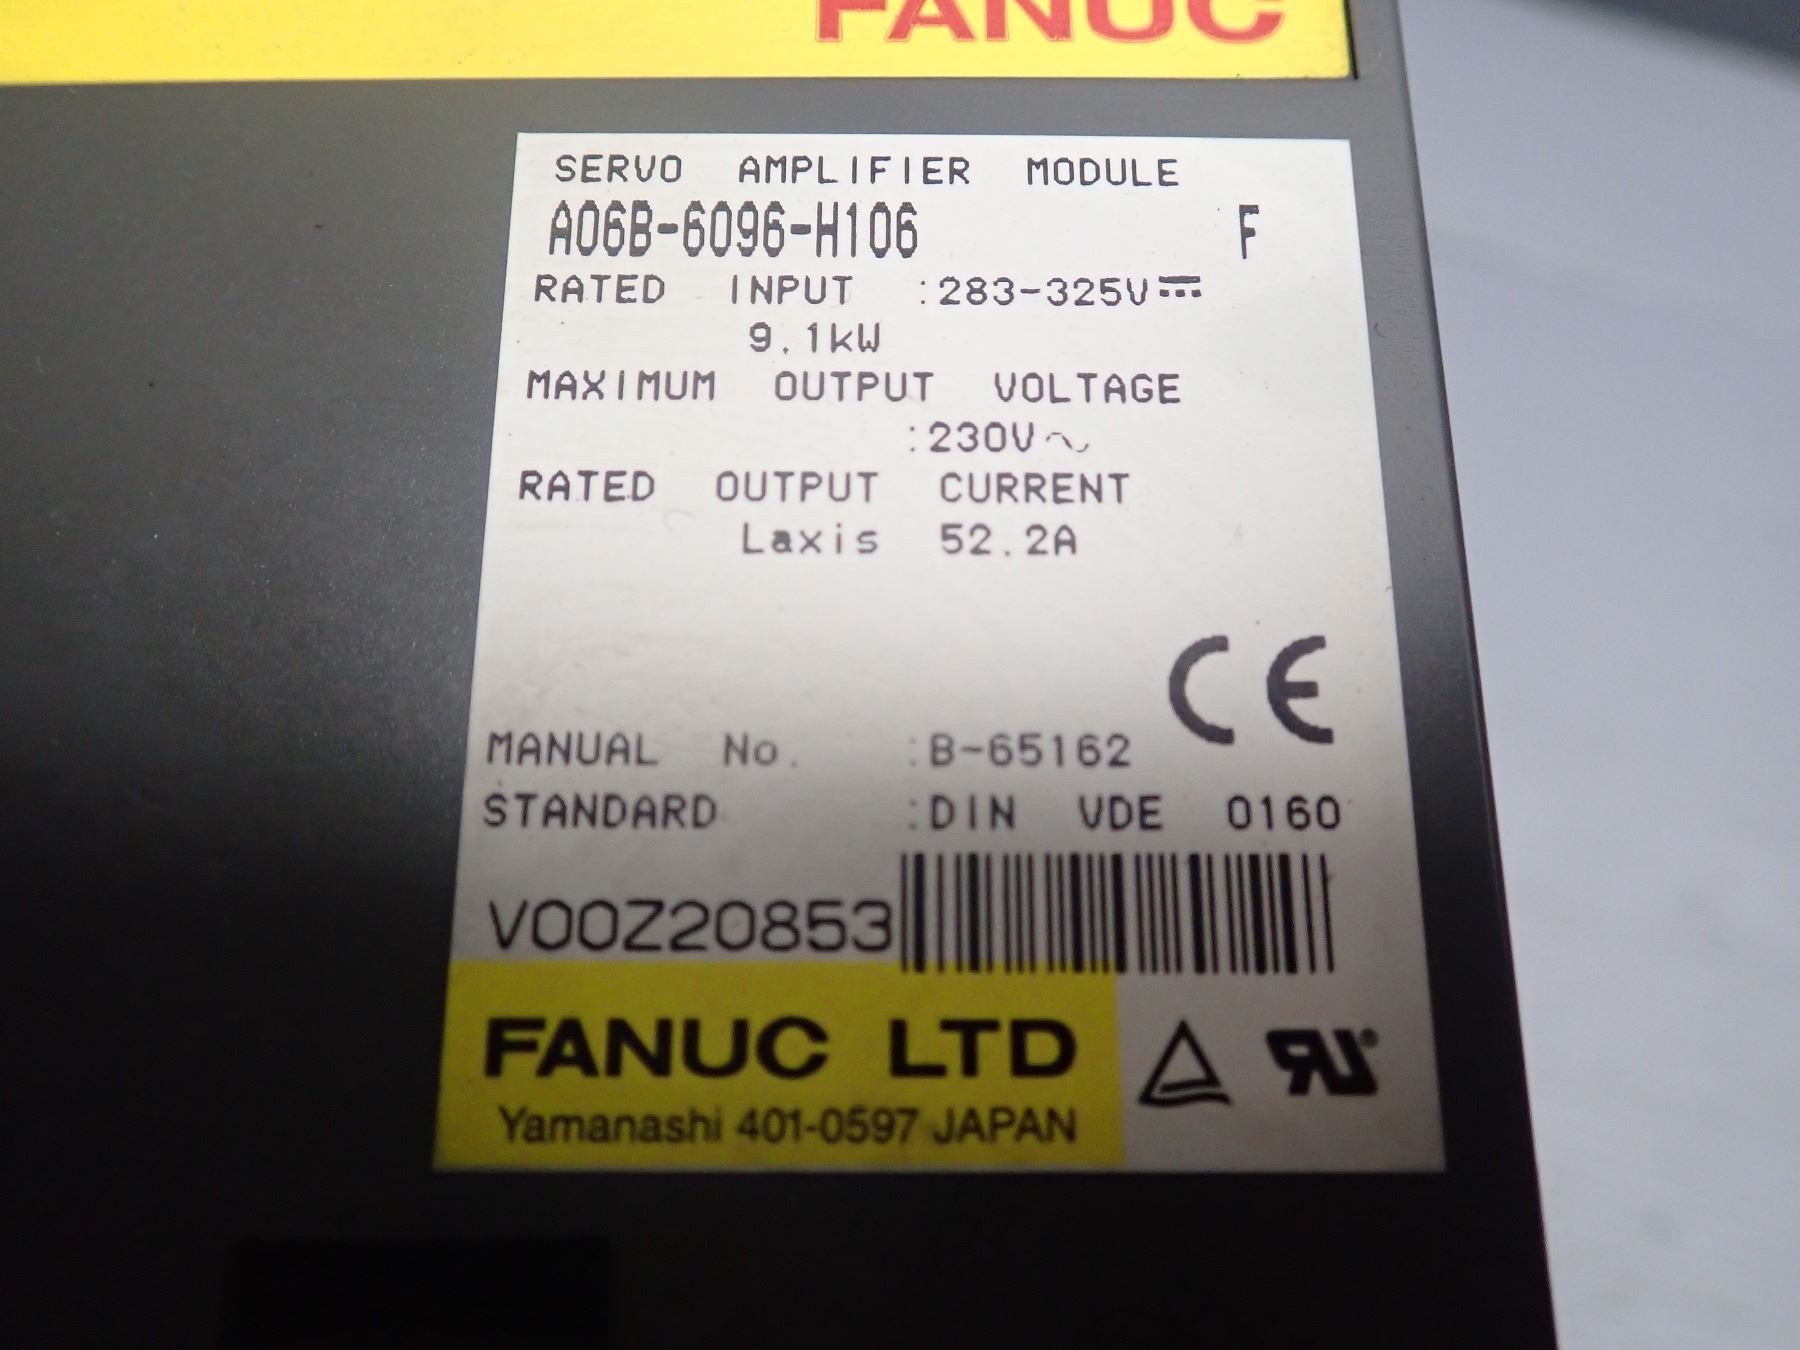 FANUC
SERVO AMPLIFIER MODULE
A06B-6096-H106 F
RATED INPUT :283-325V⎓
9.1kW
MAXIMUM OUTPUT VOLTAGE
:230V~
RATED OUTPUT CURRENT
Laxis 52.2A
CE
MANUAL No. :B-65162
STANDARD :DIN VDE 0160
V00Z20853
FANUC LTD
Yamanashi 401-0597 JAPAN